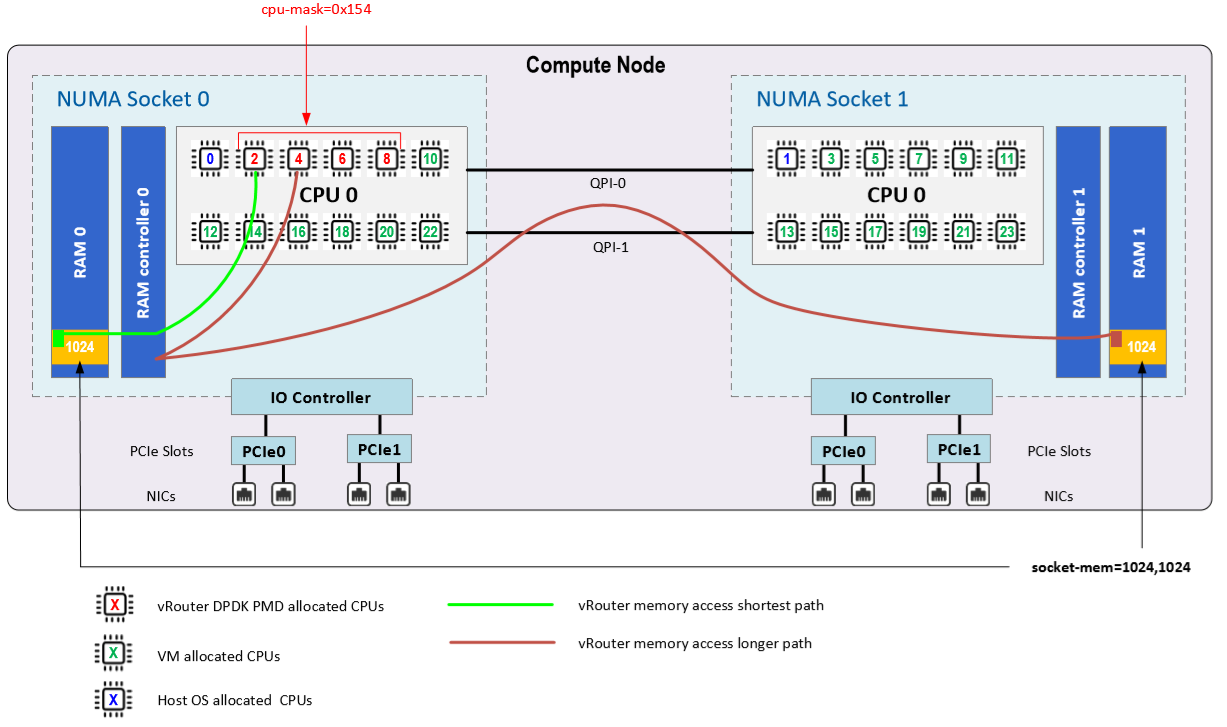 cpu-mask=0x154
Compute Node
NUMA Socket 0
RAM 0
1024
RAM controller 0
0 2 4 6 8 10
CPU 0
12 14 16 18 20 22
QPI-0
QPI-1
NUMA Socket 1
1 3 5 7 9 11
CPU 0
13 15 17 19 21 23
RAM controller 1
RAM 1
1024
IO Controller
PCIe Slots
PCIe0
PCIe1
NICs
IO Controller
PCIe0
PCIe1
PCIe Slots
NICs
socket-mem=1024,1024
X vRouter DPDK PMD allocated CPUs
X VM allocated CPUs
X Host OS allocated CPUs
vRouter memory access shortest path
vRouter memory access longer path